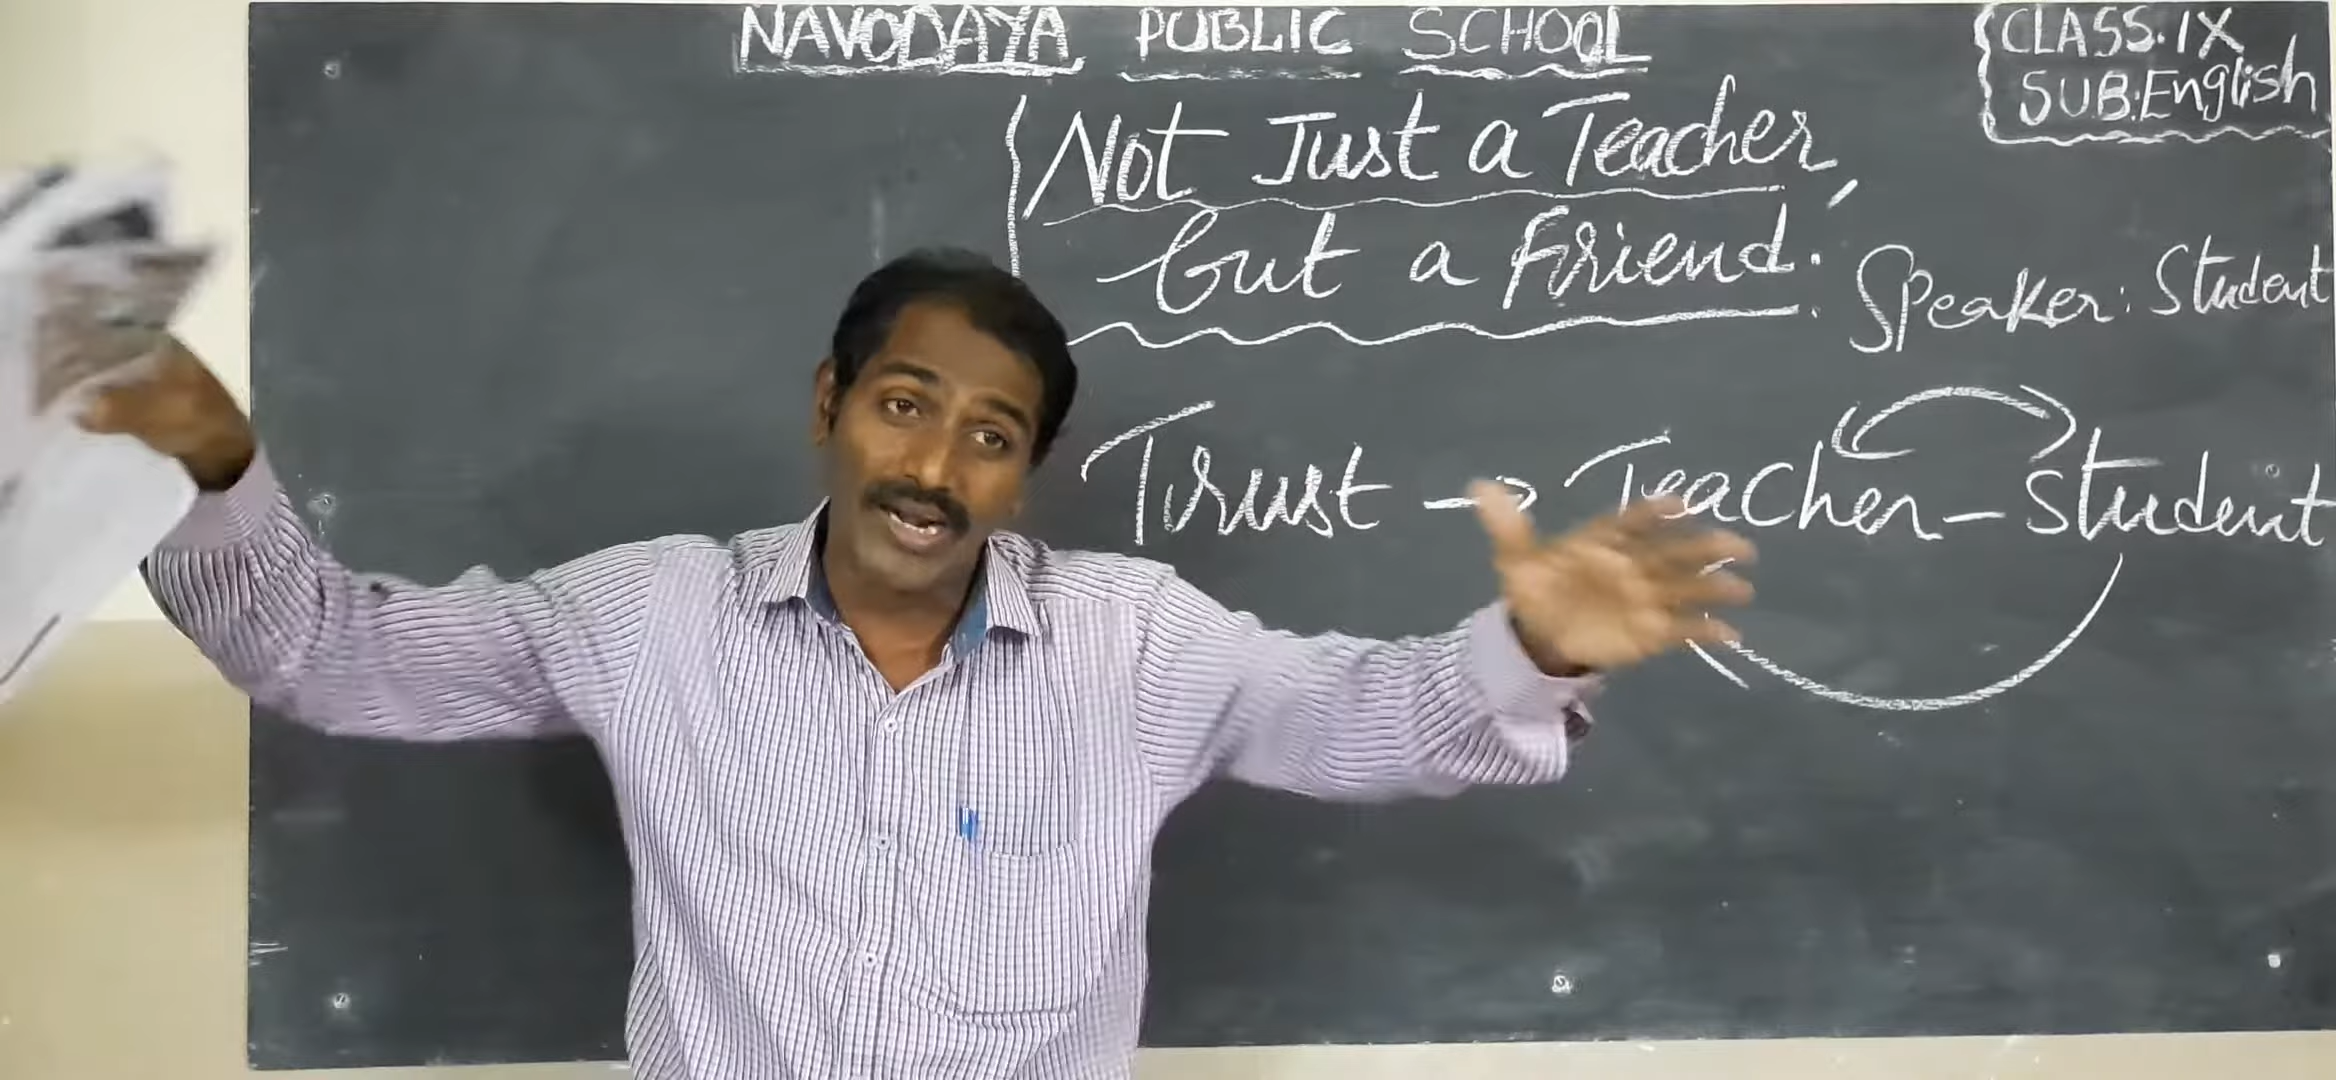 NAVODAYA PUBLIC SCHOOL
CLASS.IX
SUB:English
Not Just a Teacher,
but a Friend.
Speaker: Student
Trust → Teacher - Student